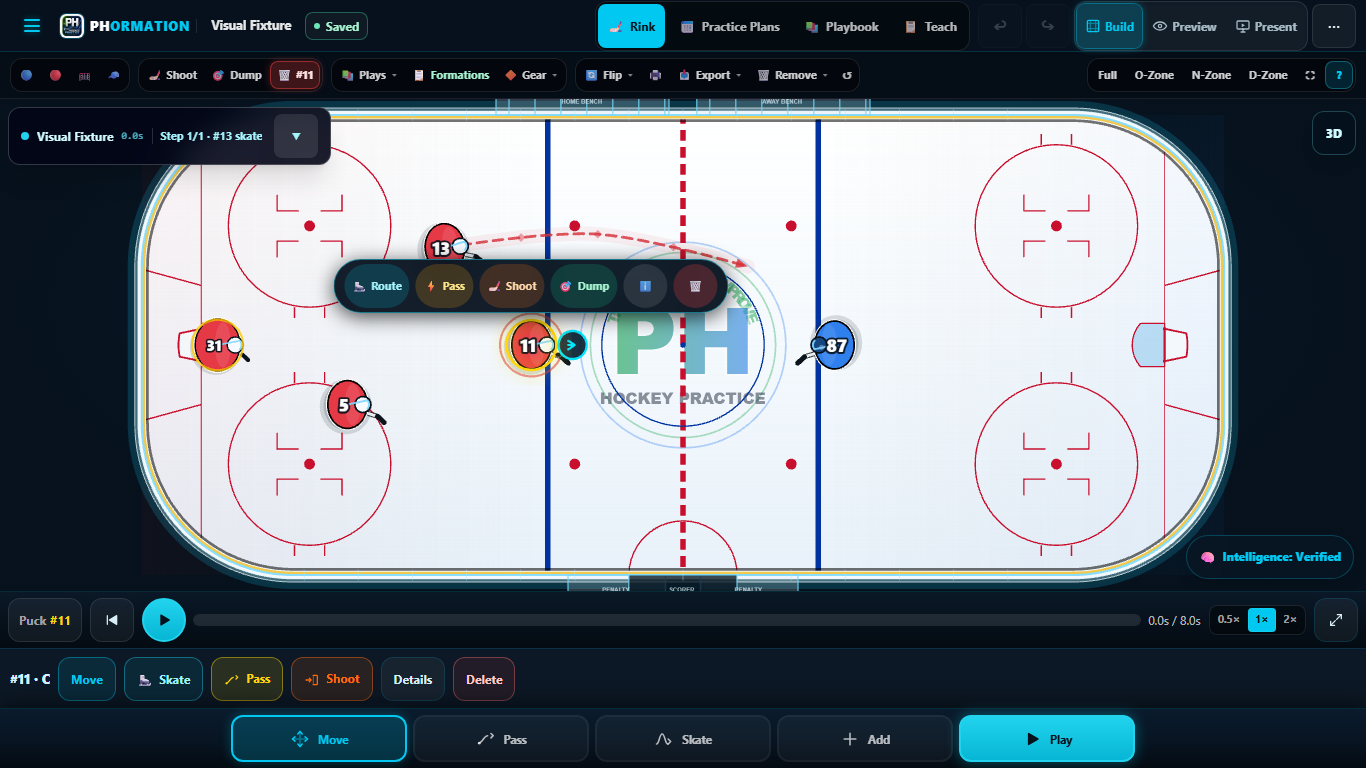 PH PHORMATION Visual Fixture Saved Rink Practice Plans Playbook Teach Build Preview Present ...
Shoot Dump #11 Plays Formations Gear Flip Export Remove Full O-Zone N-Zone D-Zone ?
HOME BENCH AWAY BENCH
Visual Fixture 0.0s Step 1/1 · #13 skate
3D
13
Route Pass Shoot Dump
31
11
87
PH
HOCKEY PRACTICE
5
Intelligence: Verified
PENALTY SCORER PENALTY
Puck #11 0.0s / 8.0s 0.5× 1× 2×
#11 · C Move Skate Pass Shoot Details Delete
Move Pass Skate Add Play